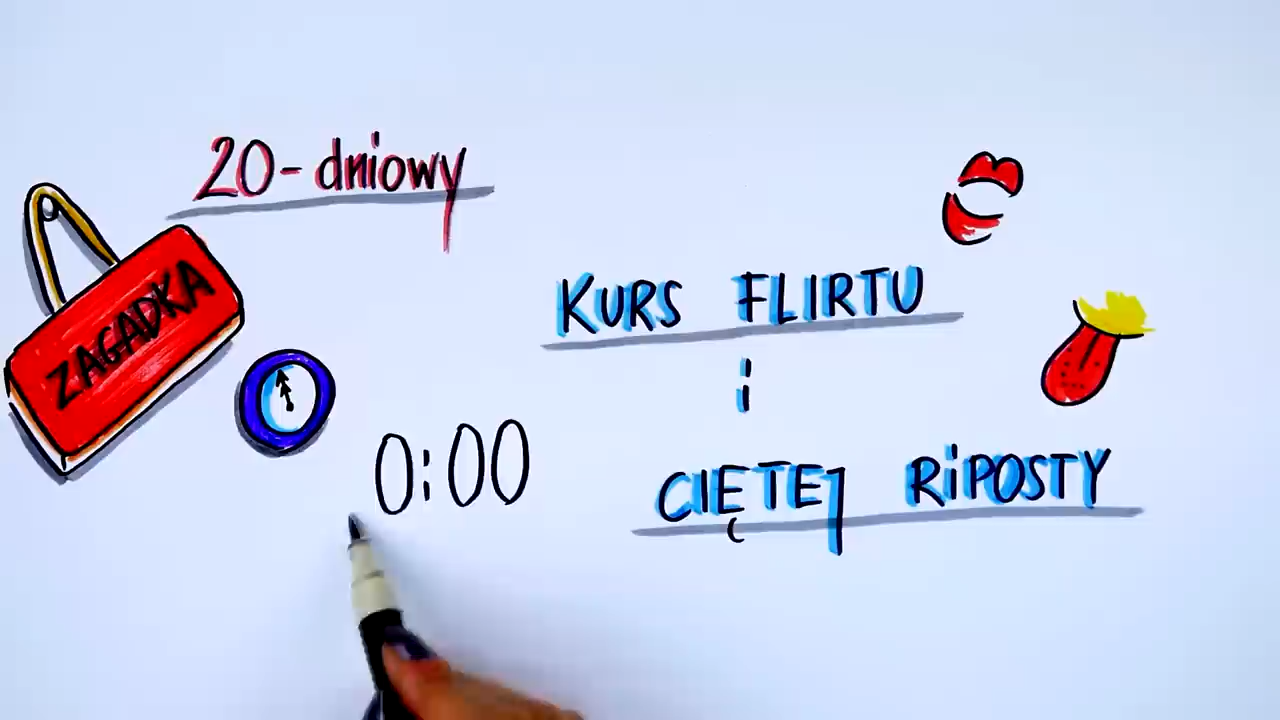 20-dniowy
ZAGADKA
0:00
KURS FLIRTU
i
CIĘTEJ RiPOSTY